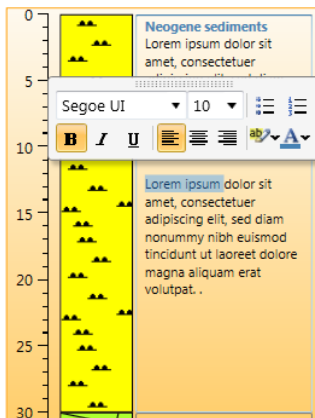 0
Neogene sediments
Lorem ipsum dolor sit
amet, consectetuer
5
Segoe UI 10
B I U ab A
10
Lorem ipsum dolor sit
amet, consectetuer
15
adipiscing elit, sed diam
nonummy nibh euismod
tincidunt ut laoreet dolore
20
magna aliquam erat
volutpat. .
25
30